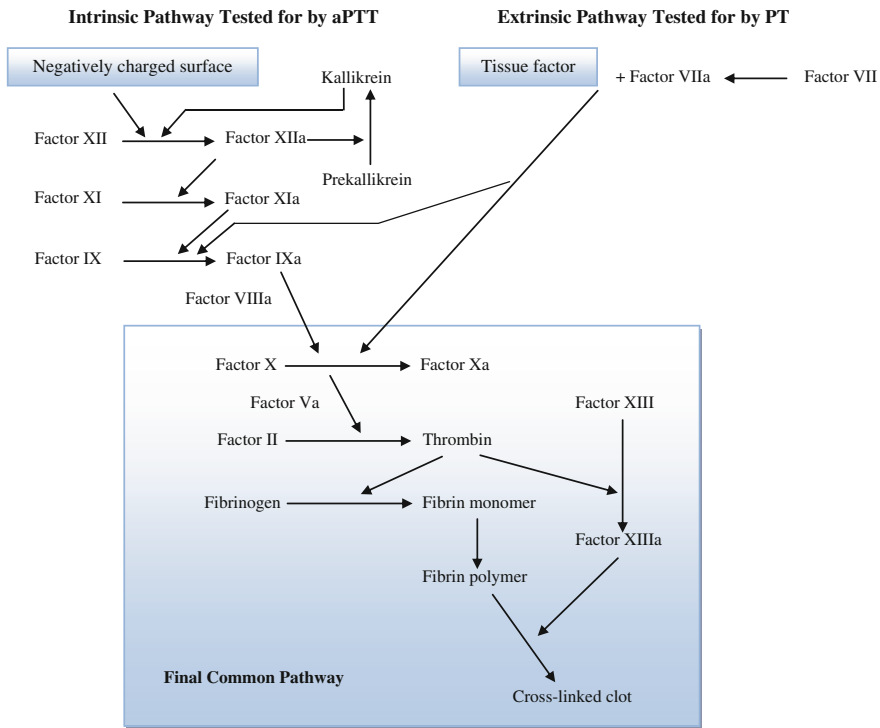 Intrinsic Pathway Tested for by aPTT
Extrinsic Pathway Tested for by PT
Negatively charged surface
Kallikrein
Tissue factor
+ Factor VIIa
Factor VII
Factor XII
Factor XIIa
Prekallikrein
Factor XI
Factor XIa
Factor IX
Factor IXa
Factor VIIIa
Factor X
Factor Xa
Factor Va
Factor XIII
Factor II
Thrombin
Fibrinogen
Fibrin monomer
Factor XIIIa
Fibrin polymer
Final Common Pathway
Cross-linked clot